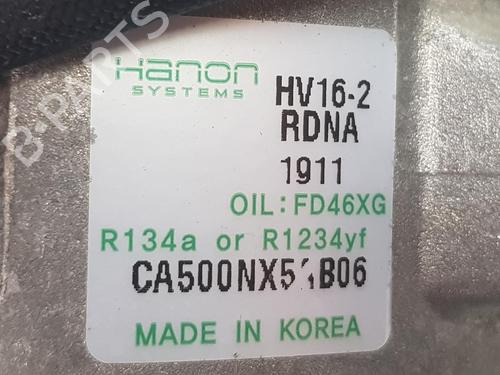 B-PARTS
Hanon
SYSTEMS
HV16-2
RDNA
1911
OIL: FD46XG
R134a or R1234yf
MADE IN KOREA